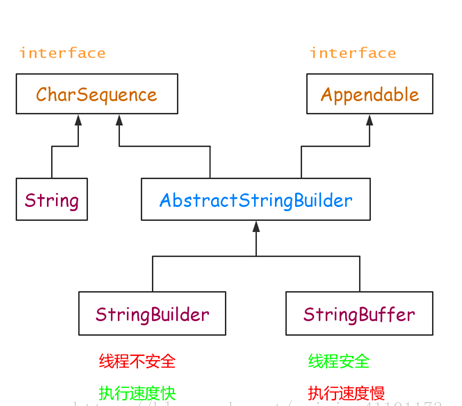 interface interface
CharSequence Appendable
String AbstractStringBuilder
StringBuilder StringBuffer
线程不安全 线程安全
执行速度快 执行速度慢